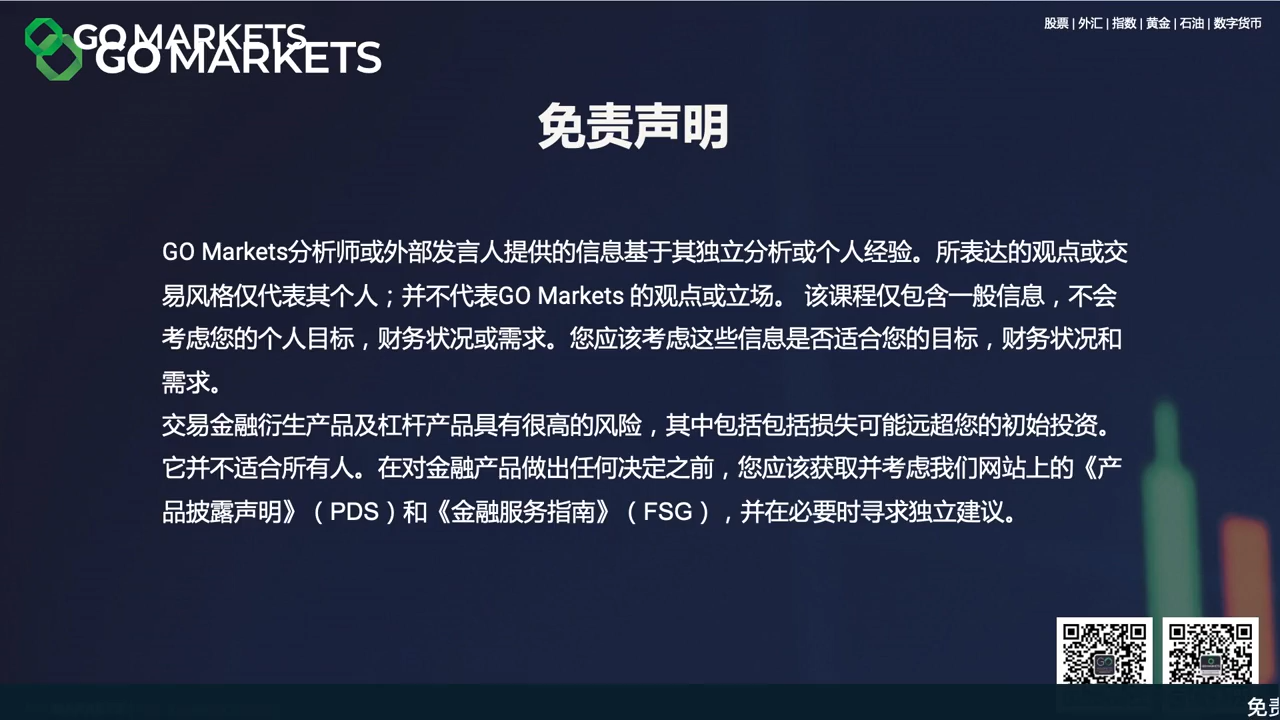 GO MARKETS
GO MARKETS
股票 | 外汇 | 指数 | 黄金 | 石油 | 数字货币
免责声明
GO Markets分析师或外部发言人提供的信息基于其独立分析或个人经验。所表达的观点或交
易风格仅代表其个人；并不代表GO Markets 的观点或立场。 该课程仅包含一般信息，不会
考虑您的个人目标，财务状况或需求。您应该考虑这些信息是否适合您的目标，财务状况和
需求。
交易金融衍生产品及杠杆产品具有很高的风险，其中包括包括损失可能远超您的初始投资。
它并不适合所有人。在对金融产品做出任何决定之前，您应该获取并考虑我们网站上的《产
品披露声明》（PDS）和《金融服务指南》（FSG），并在必要时寻求独立建议。
免责